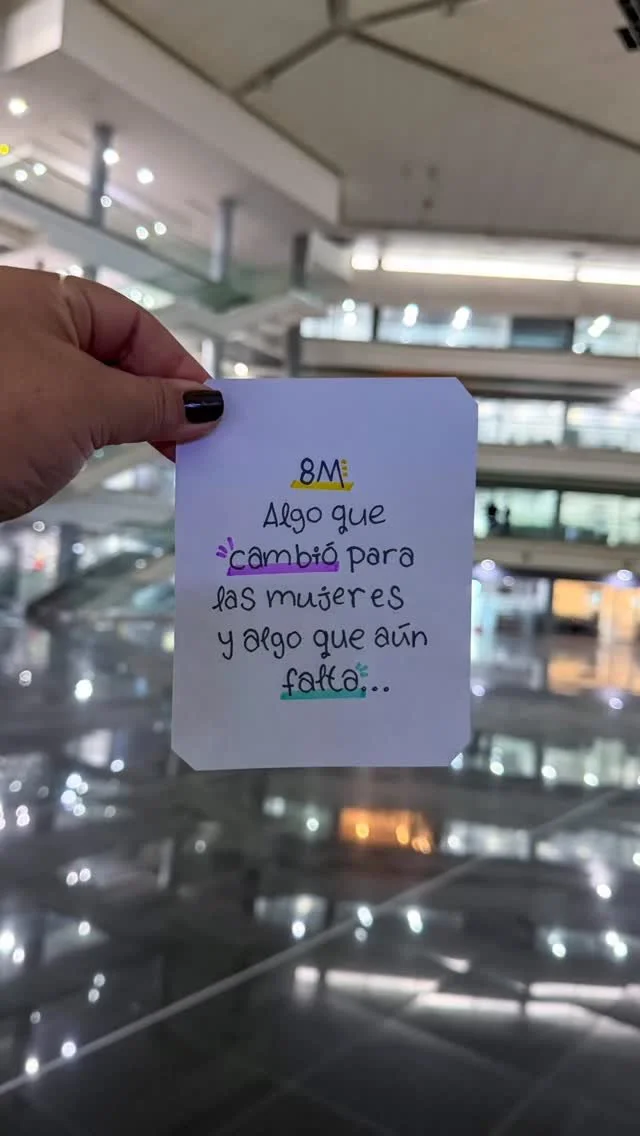 8M
Algo que
cambió para
las mujeres
y algo que aún
falta...